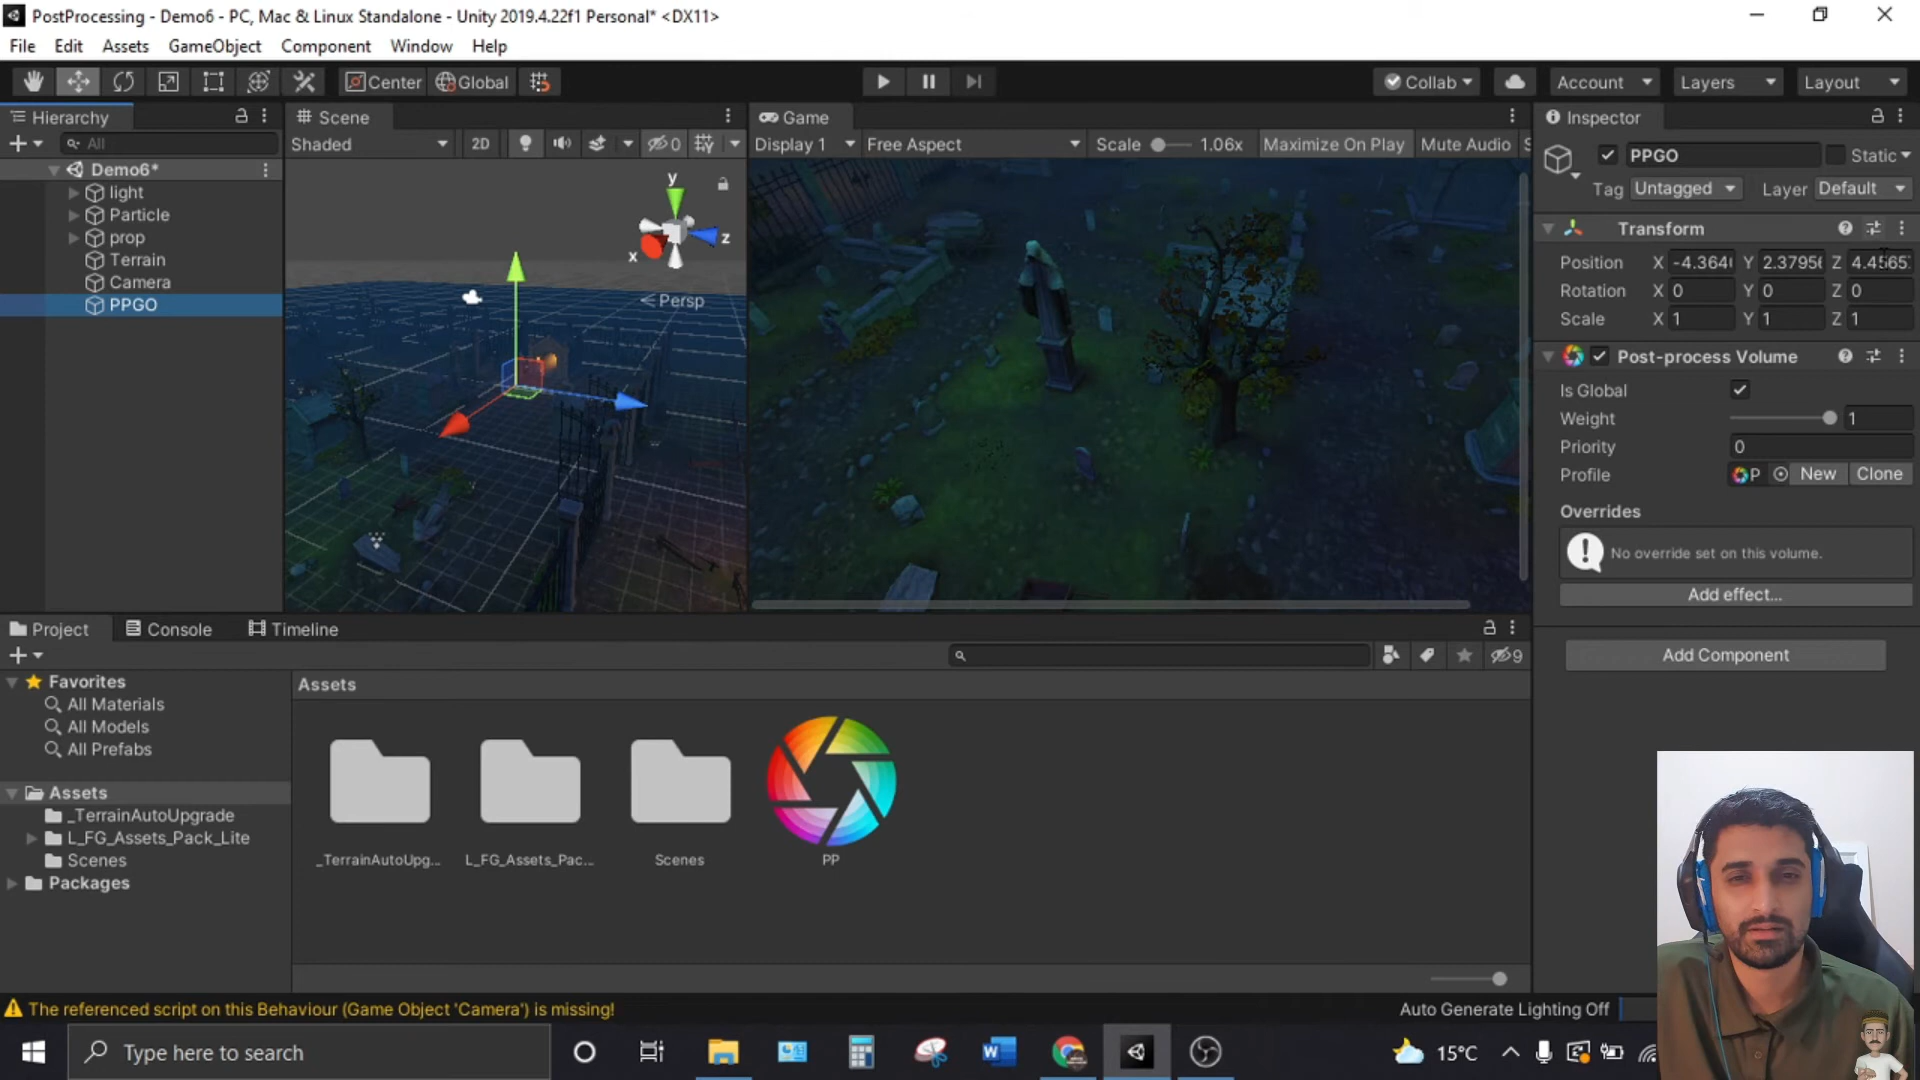 PostProcessing - Demo6 - PC, Mac & Linux Standalone - Unity 2019.4.22f1 Personal* <DX11>
File Edit Assets GameObject Component Window Help
Center Global
Collab Account Layers Layout
Hierarchy
All
Demo6*
light
Particle
prop
Terrain
Camera
PPGO
Scene
Shaded 2D 0
y
z
x
Persp
Game
Display 1 Free Aspect Scale 1.06x Maximize On Play Mute Audio S
Inspector
PPGO Static
Tag Untagged Layer Default
Transform
Position X -4.364 Y 2.3795 Z 4.4565
Rotation X 0 Y 0 Z 0
Scale X 1 Y 1 Z 1
Post-process Volume
Is Global
Weight 1
Priority 0
Profile P New Clone
Overrides
No override set on this volume.
Add effect...
Add Component
Project Console Timeline
9
Favorites
All Materials
All Models
All Prefabs
Assets
_TerrainAutoUpgrade
L_FG_Assets_Pack_Lite
Scenes
Packages
Assets
_TerrainAutoUpg... L_FG_Assets_Pac... Scenes PP
The referenced script on this Behaviour (Game Object 'Camera') is missing!
Auto Generate Lighting Off
Type here to search
15°C